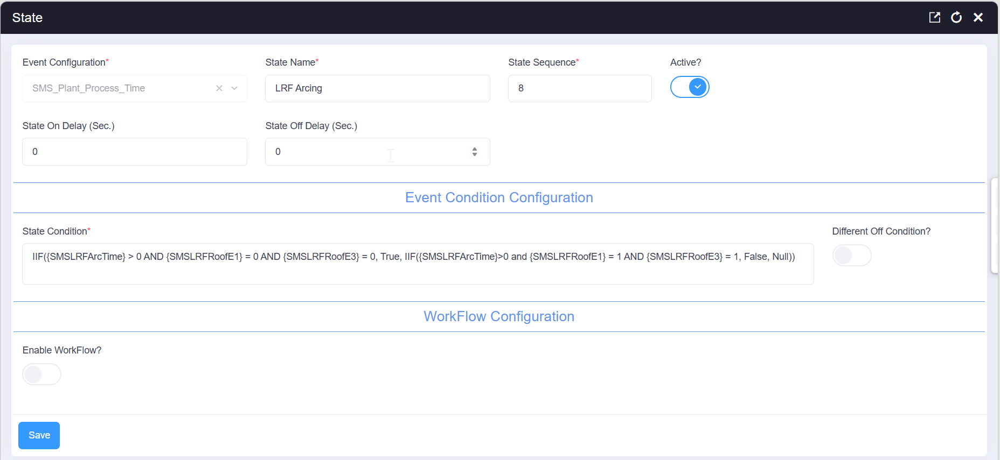 State
Event Configuration* State Name* State Sequence* Active?
SMS_Plant_Process_Time LRF Arcing 8
State On Delay (Sec.) State Off Delay (Sec.)
0 0
Event Condition Configuration
State Condition* Different Off Condition?
IIF({SMSLRFArcTime} > 0 AND {SMSLRFRoofE1} = 0 AND {SMSLRFRoofE3} = 0, True, IIF({SMSLRFArcTime}>0 and {SMSLRFRoofE1} = 1 AND {SMSLRFRoofE3} = 1, False, Null))
WorkFlow Configuration
Enable WorkFlow?
Save